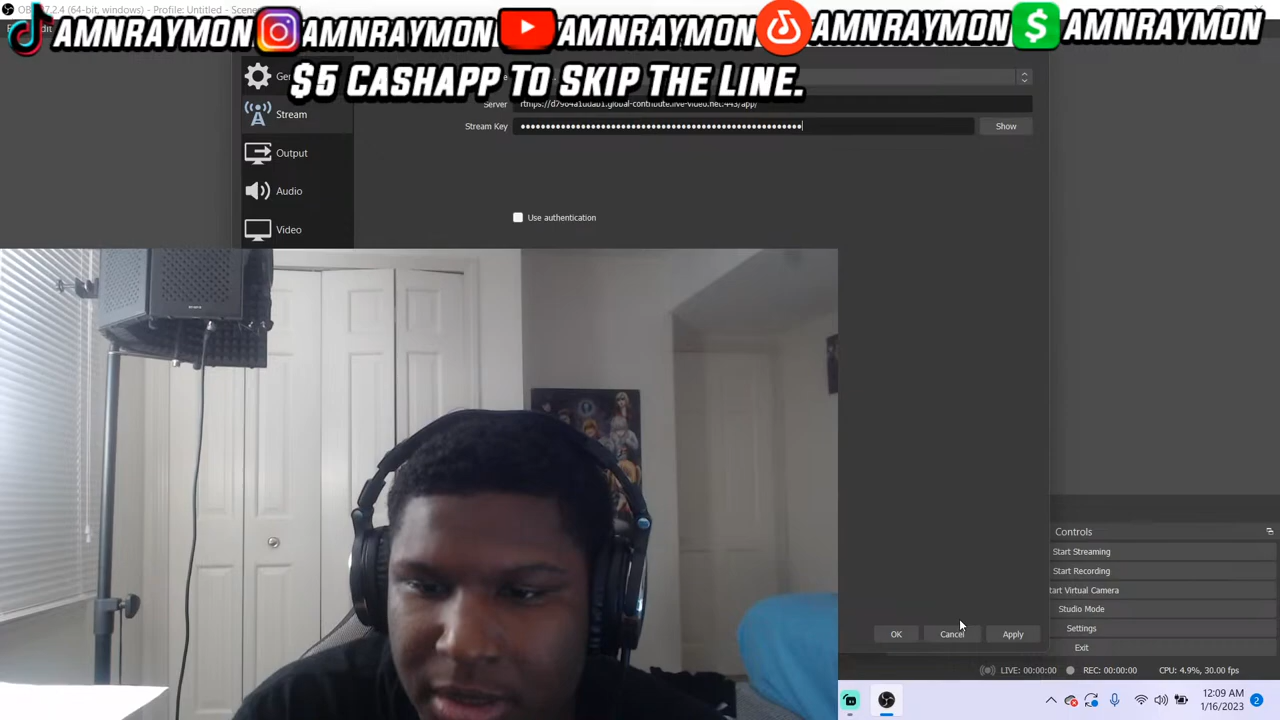 AMNRAYMON AMNRAYMON AMNRAYMON AMNRAYMON AMNRAYMON
$5 CASHAPP TO SKIP THE LINE.
Stream
Server
Stream Key
Show
Output
Audio
Use authentication
Video
Controls
Start Streaming
Start Recording
tart Virtual Camera
Studio Mode
Settings
Exit
OK
Cancel
Apply
LIVE: 00:00:00
REC: 00:00:00
CPU: 4.9%, 30.00 fps
12:09 AM
1/16/2023
2